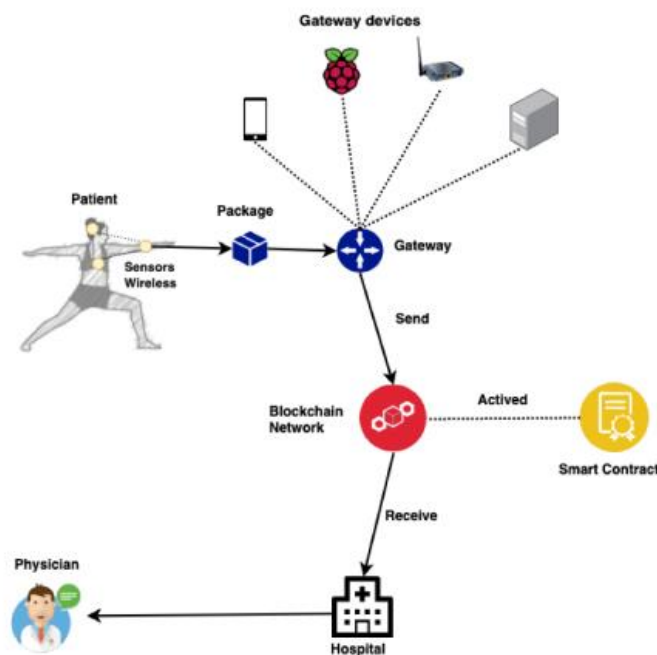 Gateway devices
Patient
Package
Sensors
Wireless
Gateway
Send
Blockchain
Network
Actived
Smart Contract
Receive
Physician
Hospital